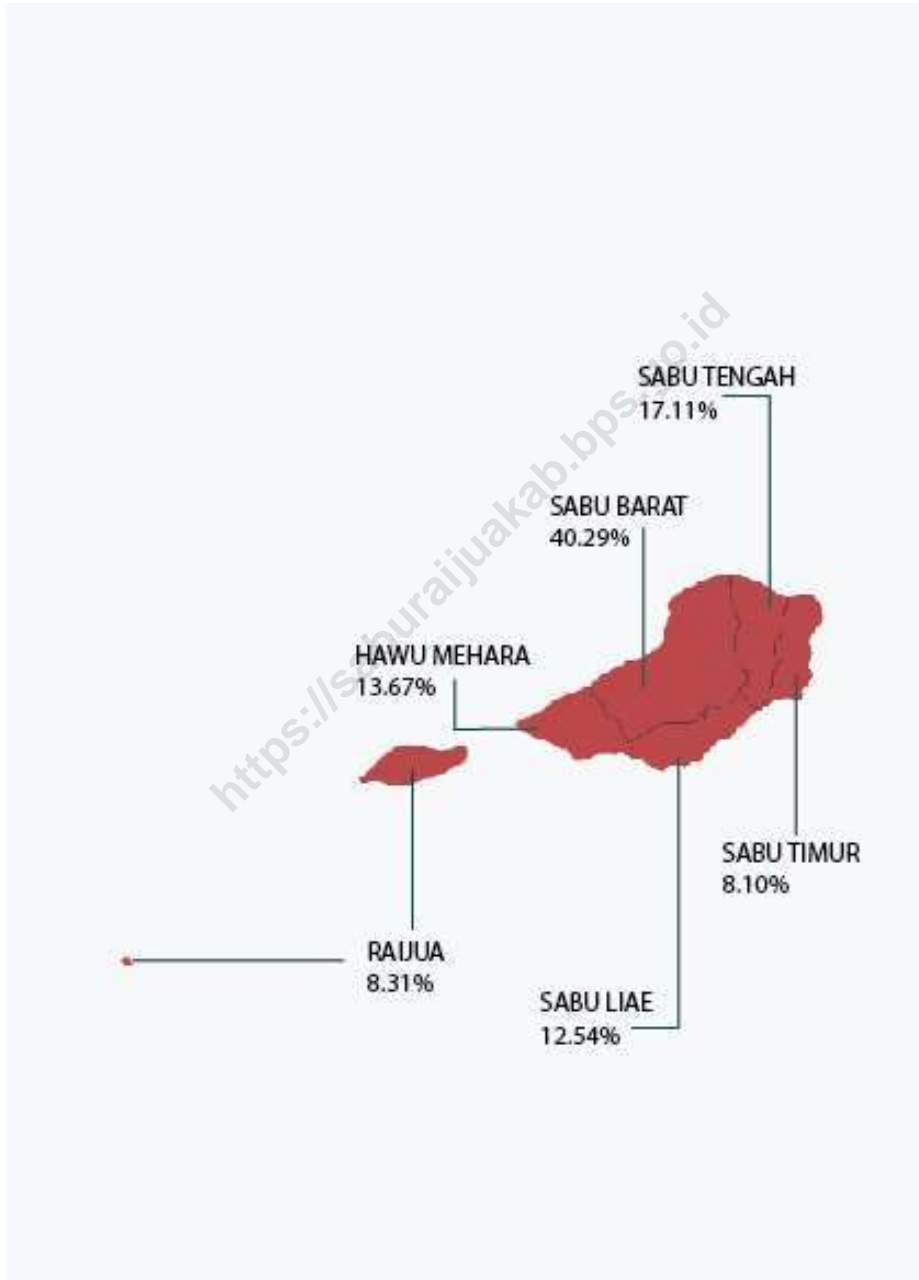 SABU TENGAH
17.11%
SABU BARAT
40.29%
HAWU MEHARA
13.67%
SABU TIMUR
8.10%
RAIJUA
8.31%
SABU LIAE
12.54%
https://saburaijuakab.bps.go.id